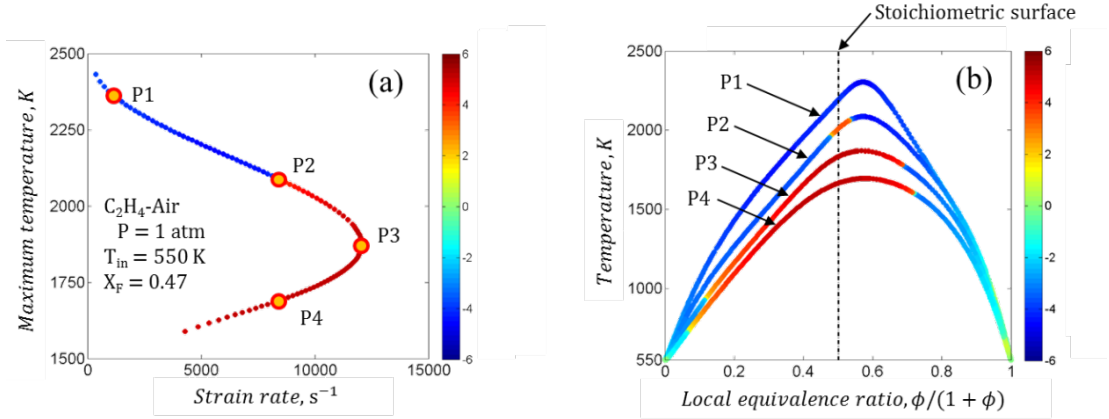 Stoichiometric surface
2500
2250
2000
1750
1500
0
5000
10000
15000
Maximum temperature, K
Strain rate, s⁻¹
(a)
P1
P2
P3
P4
C₂H₄-Air
P = 1 atm
T_in = 550 K
X_F = 0.47
6
4
2
0
-2
-4
-6
2500
2000
1500
1000
550
0
0.2
0.4
0.6
0.8
1
Temperature, K
Local equivalence ratio, ϕ/(1 + ϕ)
(b)
P1
P2
P3
P4
6
4
2
0
-2
-4
-6